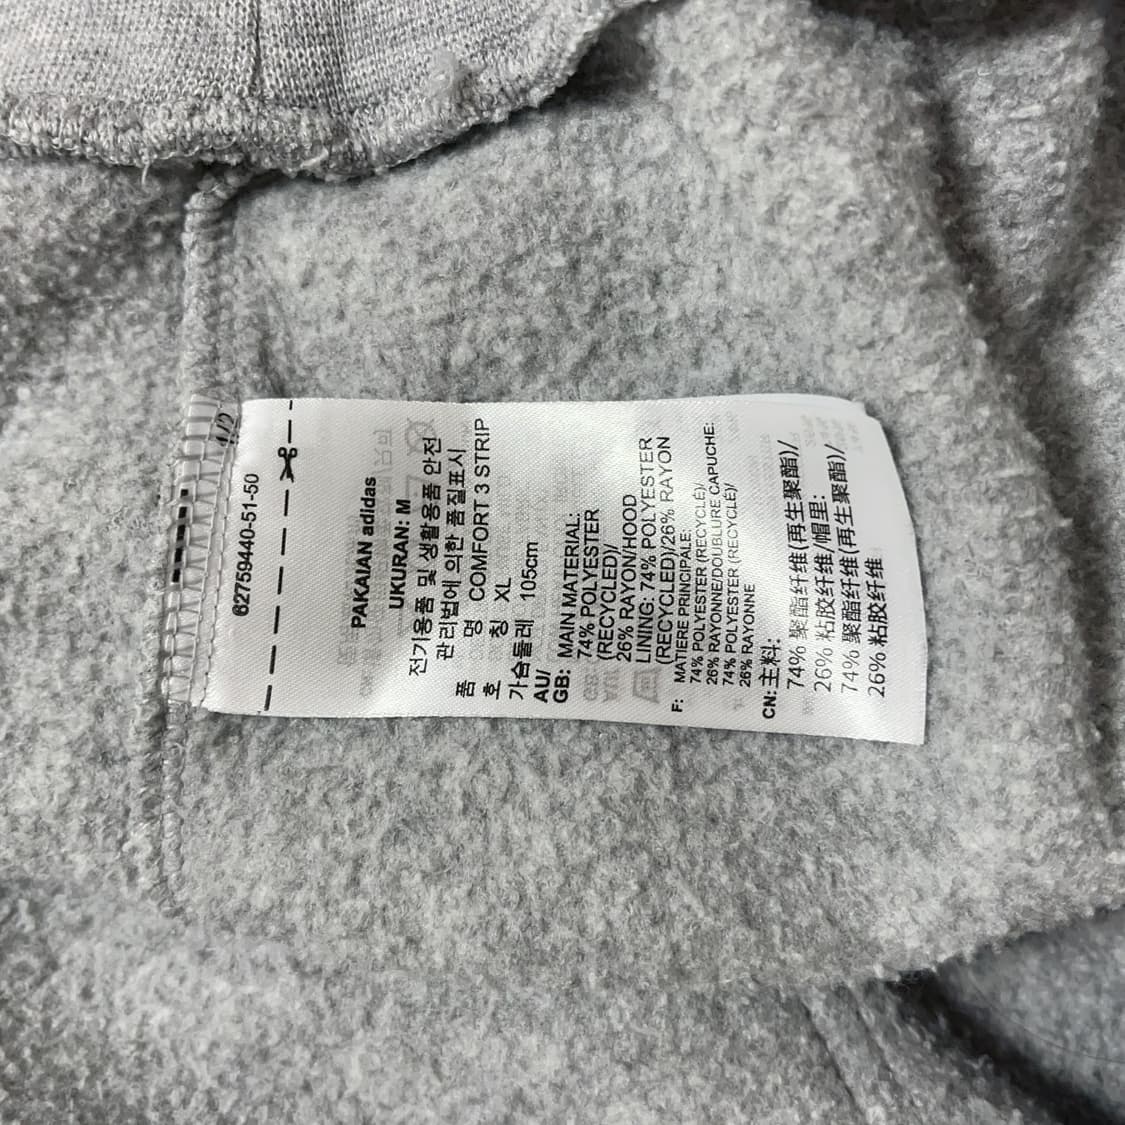 62759440-51-50
1/2
PAKAIAN adidas
UKURAN: M
전기용품 및 생활용품 안전
관리법에 의한 품질표시
품 명 COMFORT 3 STRIP
호 칭 XL
가슴둘레 105cm
AU/
GB: MAIN MATERIAL:
74% POLYESTER
(RECYCLED)/
26% RAYON/HOOD
LINING: 74% POLYESTER
(RECYCLED)/26% RAYON
F: MATIERE PRINCIPALE:
74% POLYESTER (RECYCLÉ)/
26% RAYONNE/DOUBLURE CAPUCHE:
74% POLYESTER (RECYCLÉ)/
26% RAYONNE
CN: 主料:
74% 聚酯纤维(再生聚酯)/
26% 粘胶纤维/帽里:
74% 聚酯纤维(再生聚酯)/
26% 粘胶纤维